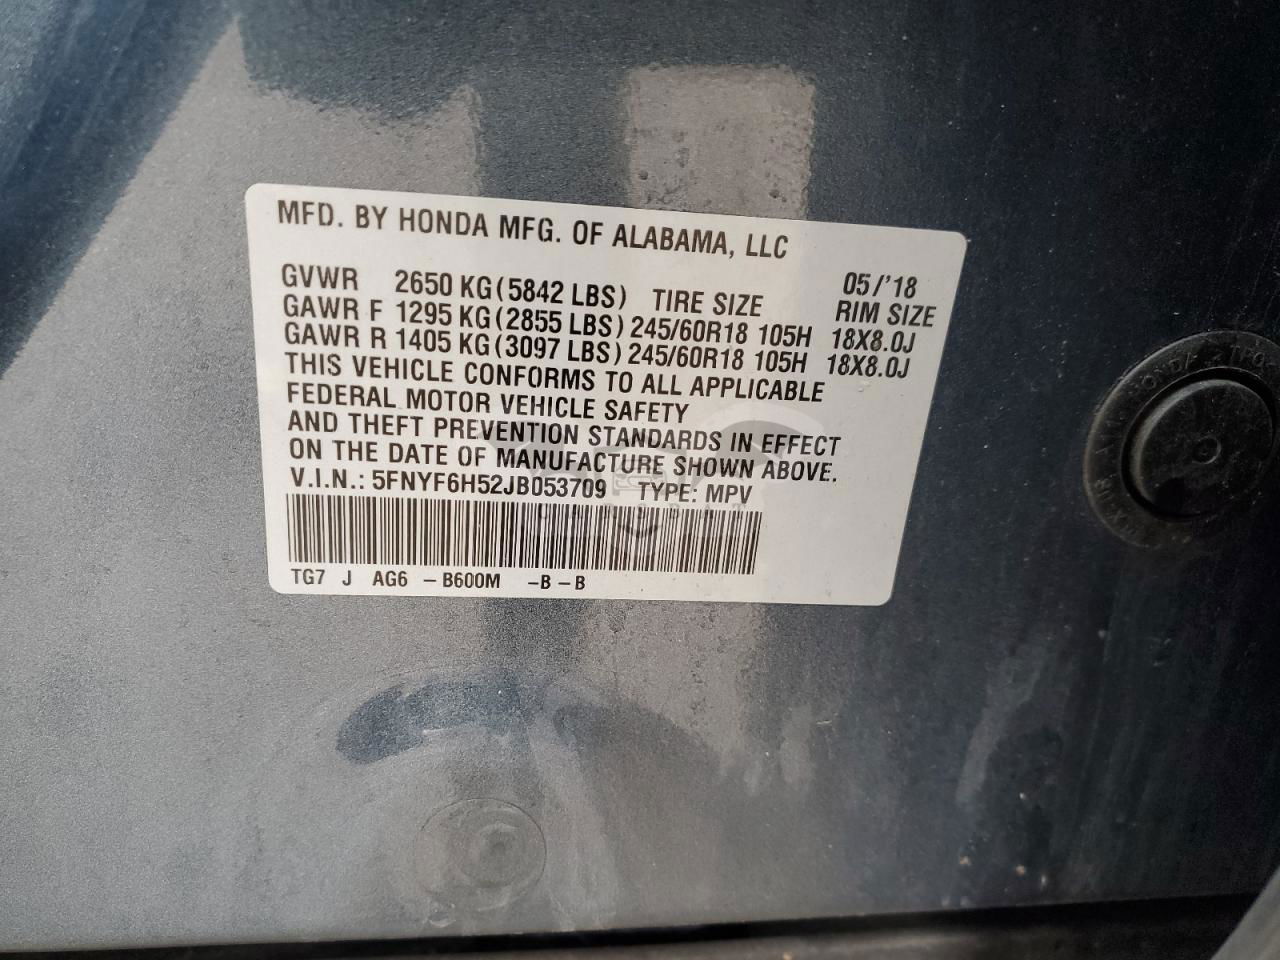 MFD. BY HONDA MFG. OF ALABAMA, LLC
GVWR 2650 KG(5842 LBS) TIRE SIZE 05/'18 RIM SIZE
GAWR F 1295 KG(2855 LBS) 245/60R18 105H 18X8.0J
GAWR R 1405 KG(3097 LBS) 245/60R18 105H 18X8.0J
THIS VEHICLE CONFORMS TO ALL APPLICABLE
FEDERAL MOTOR VEHICLE SAFETY
AND THEFT PREVENTION STANDARDS IN EFFECT
ON THE DATE OF MANUFACTURE SHOWN ABOVE.
V.I.N.: 5FNYF6H52JB053709 TYPE: MPV
TG7 J AG6 -B600M -B-B
HONDA